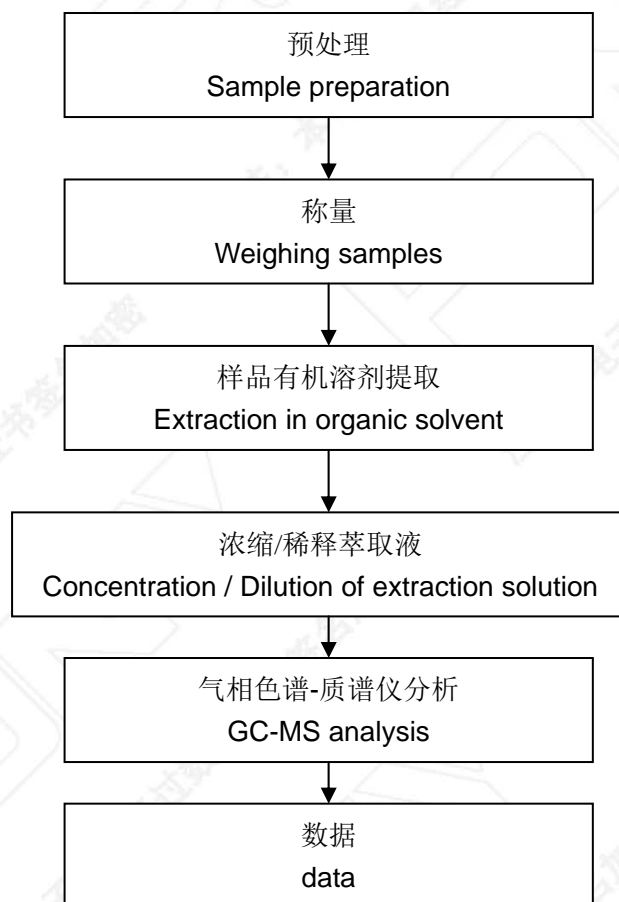 预处理
Sample preparation
称量
Weighing samples
样品有机溶剂提取
Extraction in organic solvent
浓缩/稀释萃取液
Concentration / Dilution of extraction solution
气相色谱-质谱仪分析
GC-MS analysis
数据
data